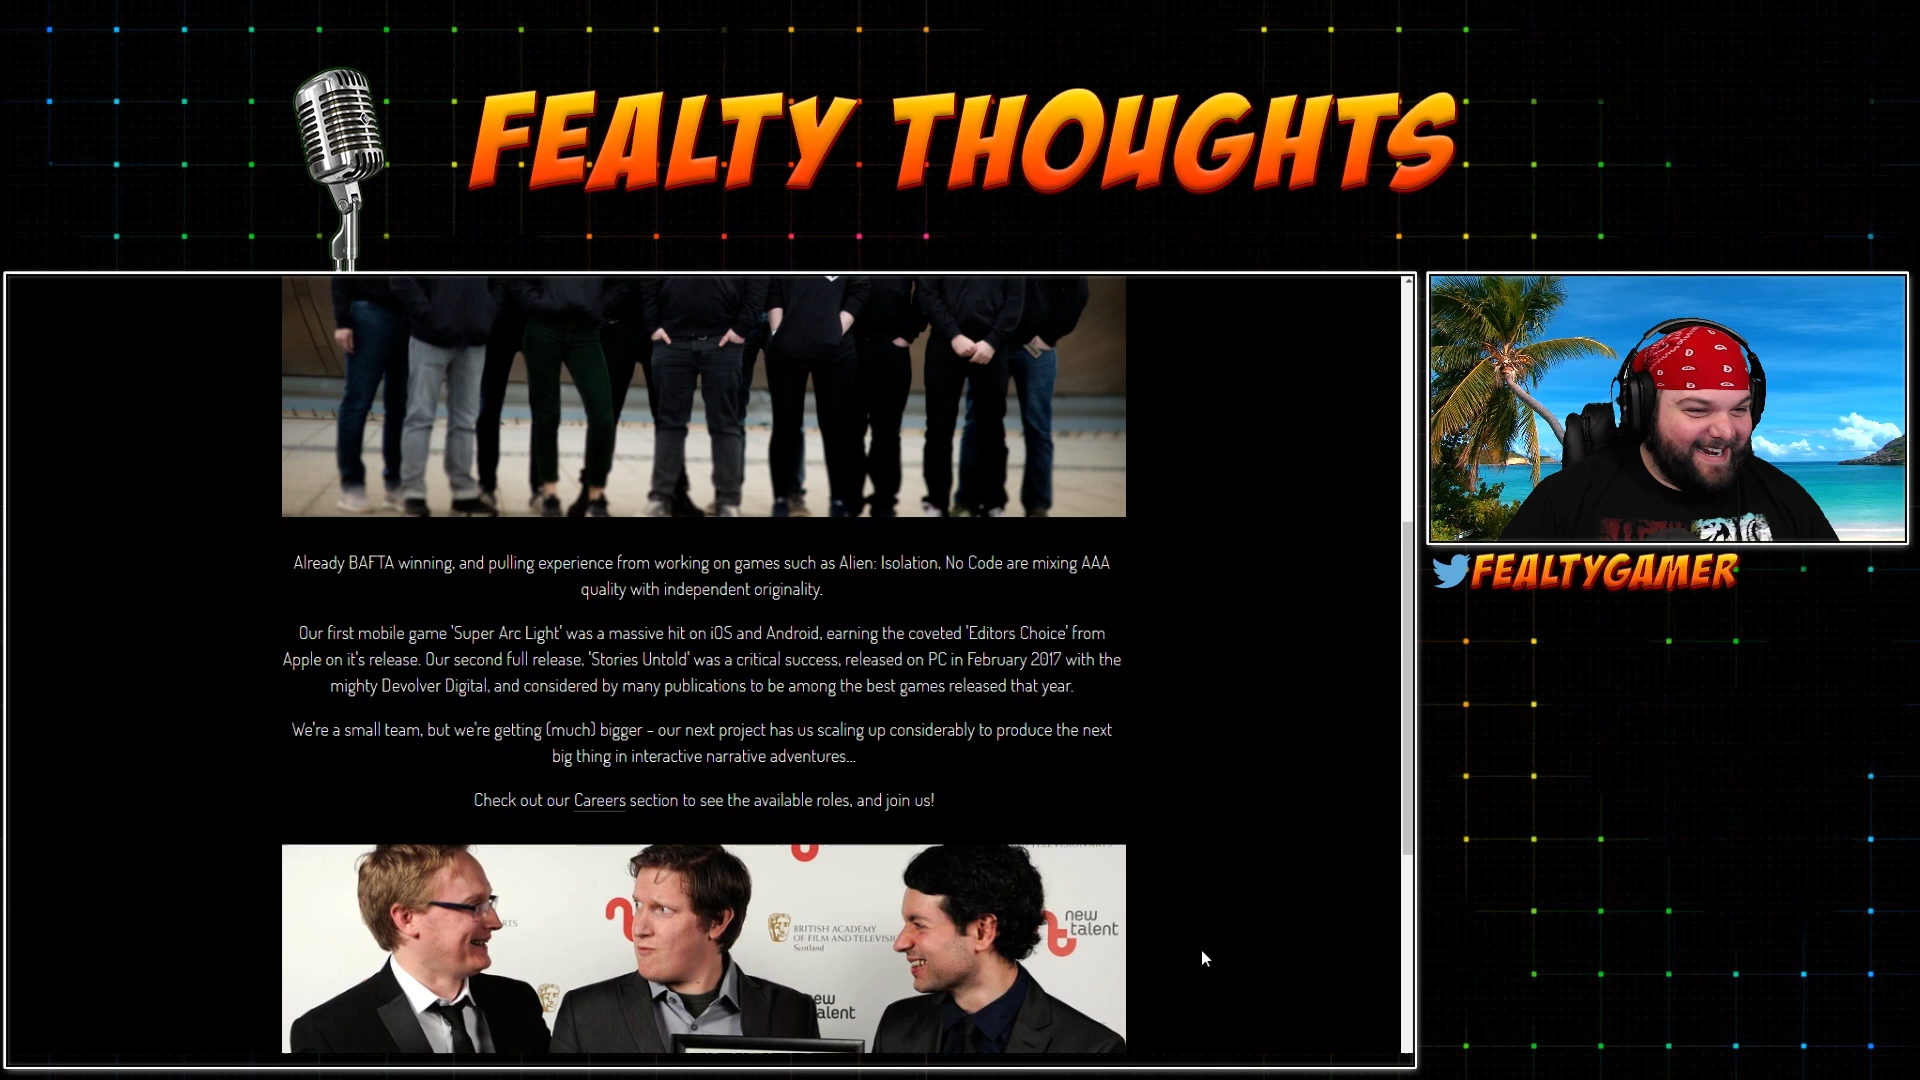 FEALTY THOUGHTS
Already BAFTA winning, and pulling experience from working on games such as Alien: Isolation, No Code are mixing AAA
quality with independent originality.
Our first mobile game 'Super Arc Light' was a massive hit on iOS and Android, earning the coveted 'Editors Choice' from
Apple on it's release. Our second full release, 'Stories Untold' was a critical success, released on PC in February 2017 with the
mighty Devolver Digital, and considered by many publications to be among the best games released that year.
We're a small team, but we're getting (much) bigger - our next project has us scaling up considerably to produce the next
big thing in interactive narrative adventures...
Check out our Careers section to see the available roles, and join us!
RTS
BRITISH ACADEMY
OF FILM AND TELEVISIO
Scotland
new
talent
ew
alent
FEALTYGAMER